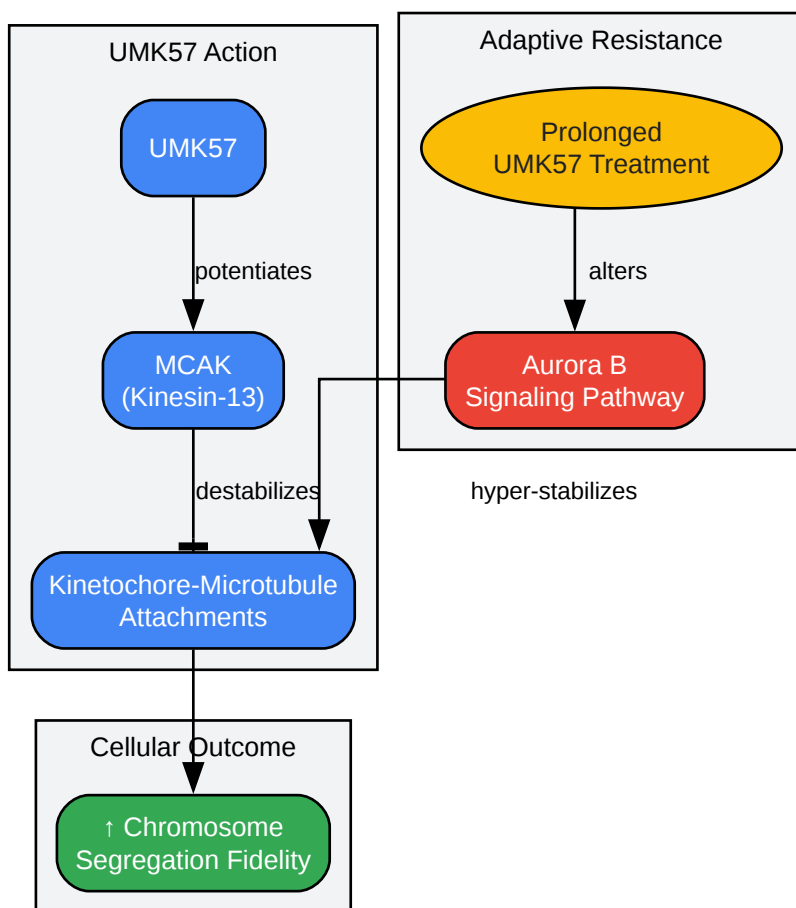 UMK57 Action
UMK57
potentiates
MCAK
(Kinesin-13)
destabilizes
Kinetochore-Microtubule
Attachments
Adaptive Resistance
Prolonged
UMK57 Treatment
alters
Aurora B
Signaling Pathway
hyper-stabilizes
Cellular Outcome
↑ Chromosome
Segregation Fidelity